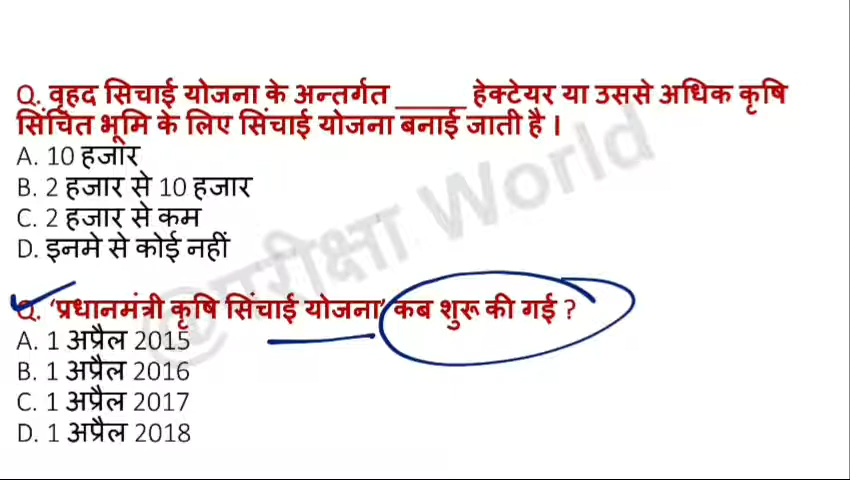 Q. वृहद सिचाई योजना के अन्तर्गत _____ हेक्टेयर या उससे अधिक कृषि
सिंचित भूमि के लिए सिंचाई योजना बनाई जाती है ।
A. 10 हजार
B. 2 हजार से 10 हजार
C. 2 हजार से कम
D. इनमे से कोई नहीं
Q. ‘प्रधानमंत्री कृषि सिंचाई योजना’ कब शुरू की गई ?
A. 1 अप्रैल 2015
B. 1 अप्रैल 2016
C. 1 अप्रैल 2017
D. 1 अप्रैल 2018
@परीक्षा World